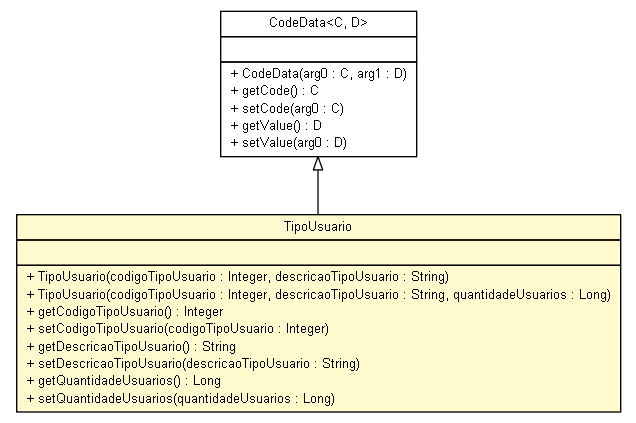 CodeData<C, D>
+ CodeData(arg0 : C, arg1 : D)
+ getCode() : C
+ setCode(arg0 : C)
+ getValue() : D
+ setValue(arg0 : D)
TipoUsuario
+ TipoUsuario(codigoTipoUsuario : Integer, descricaoTipoUsuario : String)
+ TipoUsuario(codigoTipoUsuario : Integer, descricaoTipoUsuario : String, quantidadeUsuarios : Long)
+ getCodigoTipoUsuario() : Integer
+ setCodigoTipoUsuario(codigoTipoUsuario : Integer)
+ getDescricaoTipoUsuario() : String
+ setDescricaoTipoUsuario(descricaoTipoUsuario : String)
+ getQuantidadeUsuarios() : Long
+ setQuantidadeUsuarios(quantidadeUsuarios : Long)